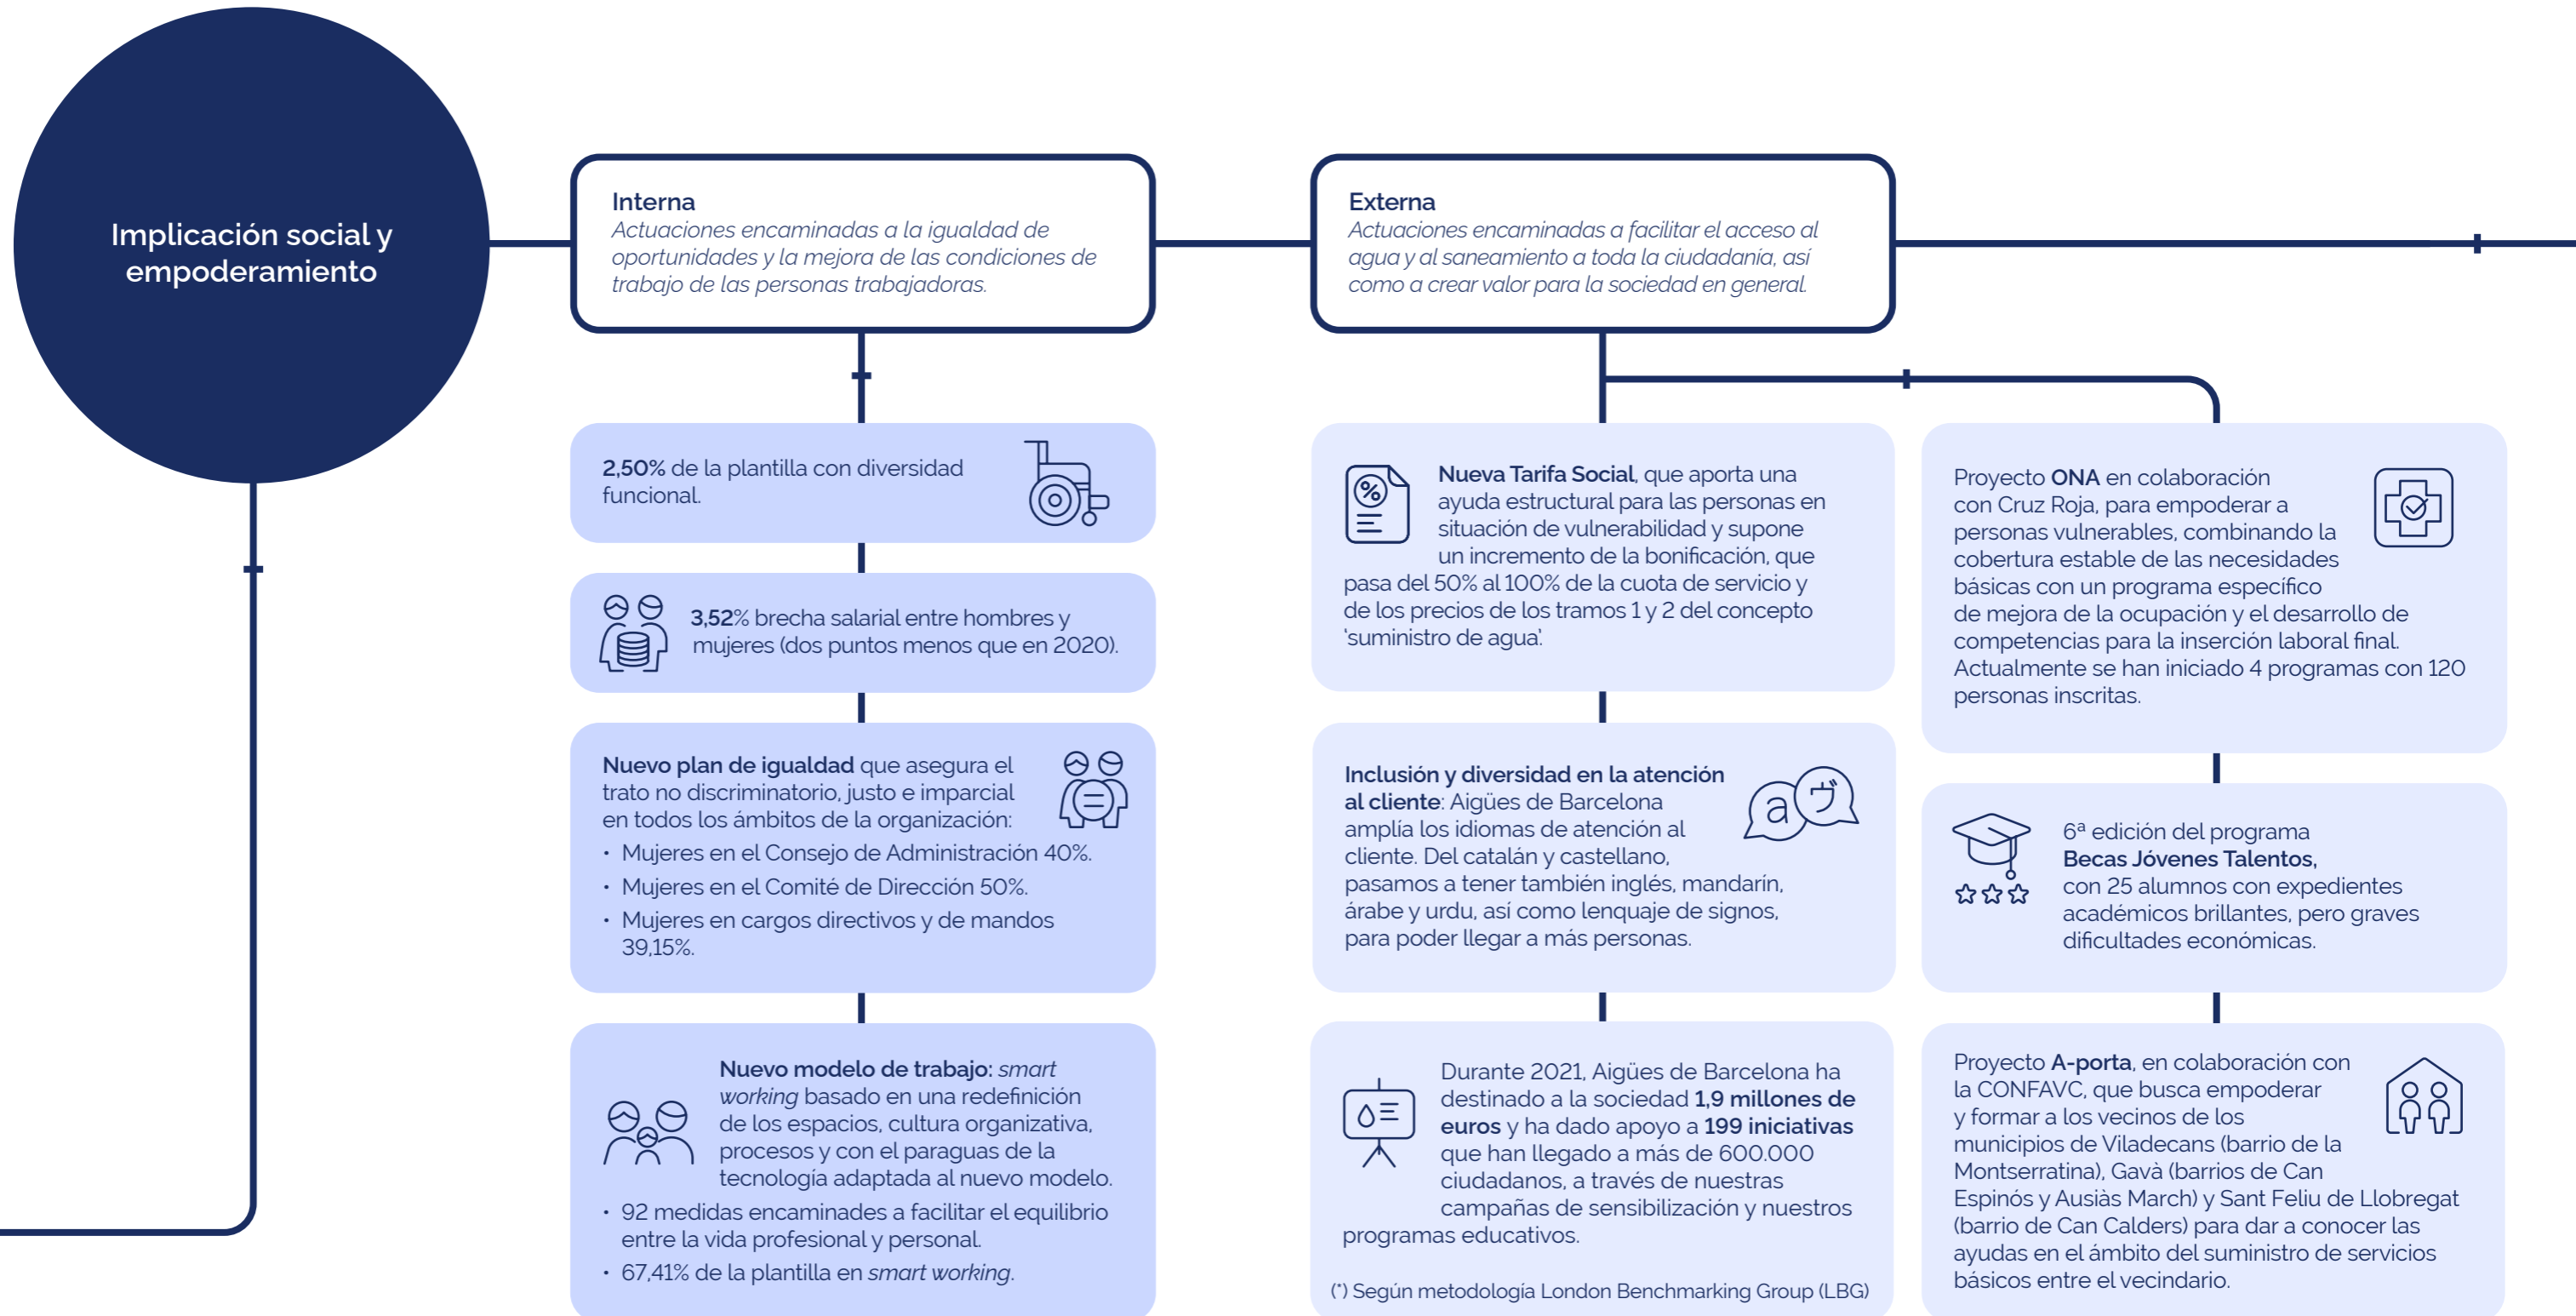 Implicación social y
empoderamiento
Interna
Actuaciones encaminadas a la igualdad de
oportunidades y la mejora de las condiciones de
trabajo de las personas trabajadoras.
2,50% de la plantilla con diversidad
funcional.
3,52% brecha salarial entre hombres y
mujeres (dos puntos menos que en 2020).
Nuevo plan de igualdad que asegura el
trato no discriminatorio, justo e imparcial
en todos los ámbitos de la organización:
• Mujeres en el Consejo de Administración 40%.
• Mujeres en el Comité de Dirección 50%.
• Mujeres en cargos directivos y de mandos
39,15%.
Nuevo modelo de trabajo: smart
working basado en una redefinición
de los espacios, cultura organizativa,
procesos y con el paraguas de la
tecnología adaptada al nuevo modelo.
• 92 medidas encaminades a facilitar el equilibrio
entre la vida profesional y personal.
• 67,41% de la plantilla en smart working.
Externa
Actuaciones encaminadas a facilitar el acceso al
agua y al saneamiento a toda la ciudadanía, así
como a crear valor para la sociedad en general.
%
Nueva Tarifa Social, que aporta una
ayuda estructural para las personas en
situación de vulnerabilidad y supone
un incremento de la bonificación, que
pasa del 50% al 100% de la cuota de servicio y
de los precios de los tramos 1 y 2 del concepto
'suministro de agua'.
Inclusión y diversidad en la atención
al cliente: Aigües de Barcelona
amplía los idiomas de atención al
cliente. Del catalán y castellano,
pasamos a tener también inglés, mandarín,
árabe y urdu, así como lenquaje de signos,
para poder llegar a más personas.
a
Durante 2021, Aigües de Barcelona ha
destinado a la sociedad 1,9 millones de
euros y ha dado apoyo a 199 iniciativas
que han llegado a más de 600.000
ciudadanos, a través de nuestras
campañas de sensibilización y nuestros
programas educativos.
(*) Según metodología London Benchmarking Group (LBG)
Proyecto ONA en colaboración
con Cruz Roja, para empoderar a
personas vulnerables, combinando la
cobertura estable de las necesidades
básicas con un programa específico
de mejora de la ocupación y el desarrollo de
competencias para la inserción laboral final.
Actualmente se han iniciado 4 programas con 120
personas inscritas.
6ª edición del programa
Becas Jóvenes Talentos,
con 25 alumnos con expedientes
académicos brillantes, pero graves
dificultades económicas.
Proyecto A-porta, en colaboración con
la CONFAVC, que busca empoderar
y formar a los vecinos de los
municipios de Viladecans (barrio de la
Montserratina), Gavà (barrios de Can
Espinós y Ausiàs March) y Sant Feliu de Llobregat
(barrio de Can Calders) para dar a conocer las
ayudas en el ámbito del suministro de servicios
básicos entre el vecindario.